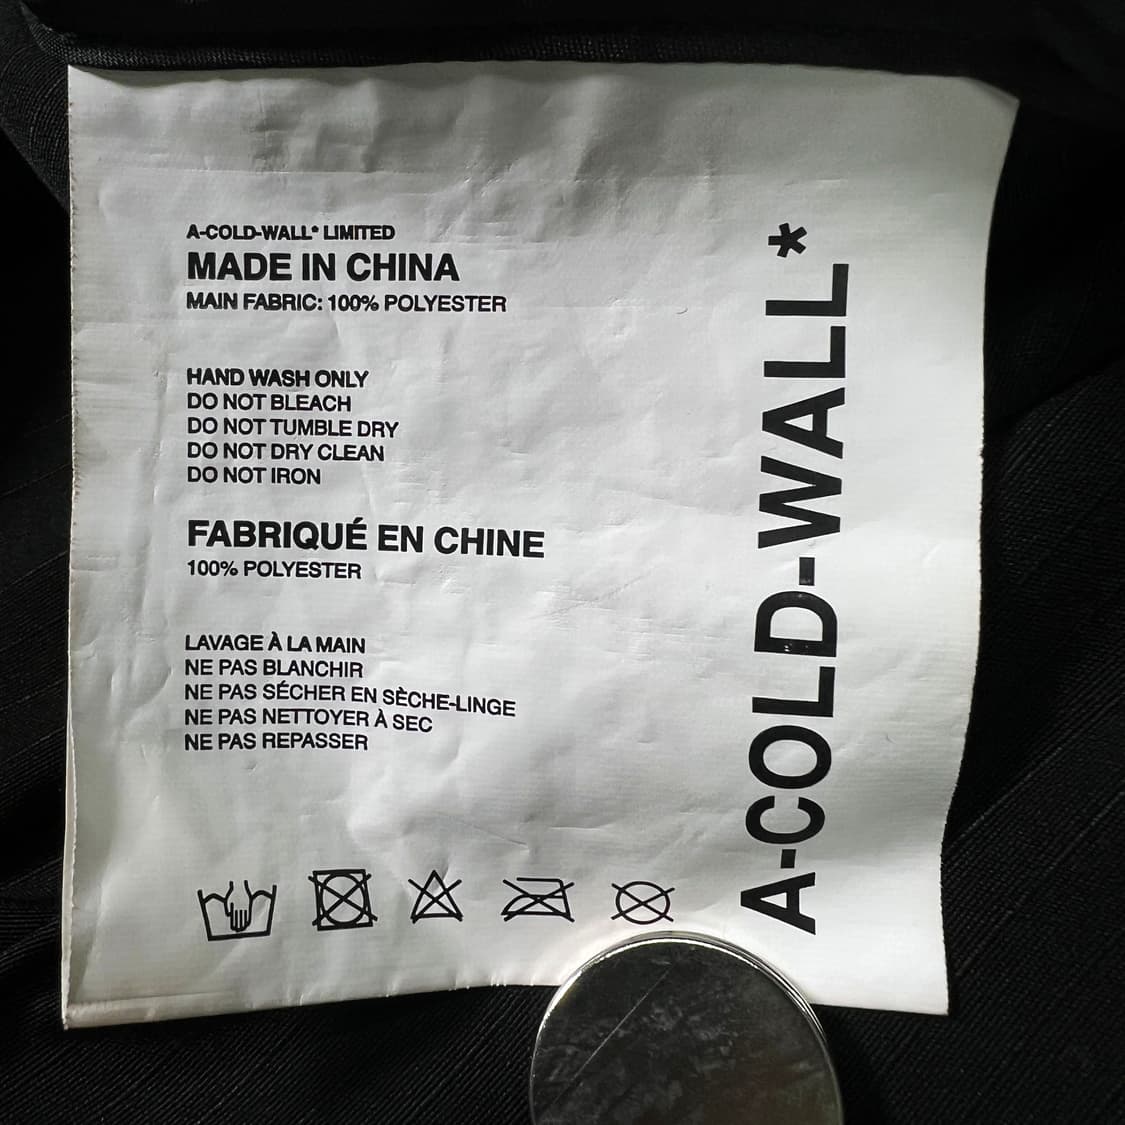 A-COLD-WALL* LIMITED
MADE IN CHINA
MAIN FABRIC: 100% POLYESTER
HAND WASH ONLY
DO NOT BLEACH
DO NOT TUMBLE DRY
DO NOT DRY CLEAN
DO NOT IRON
FABRIQUÉ EN CHINE
100% POLYESTER
LAVAGE À LA MAIN
NE PAS BLANCHIR
NE PAS SÉCHER EN SÈCHE-LINGE
NE PAS NETTOYER À SEC
NE PAS REPASSER
A-COLD-WALL*